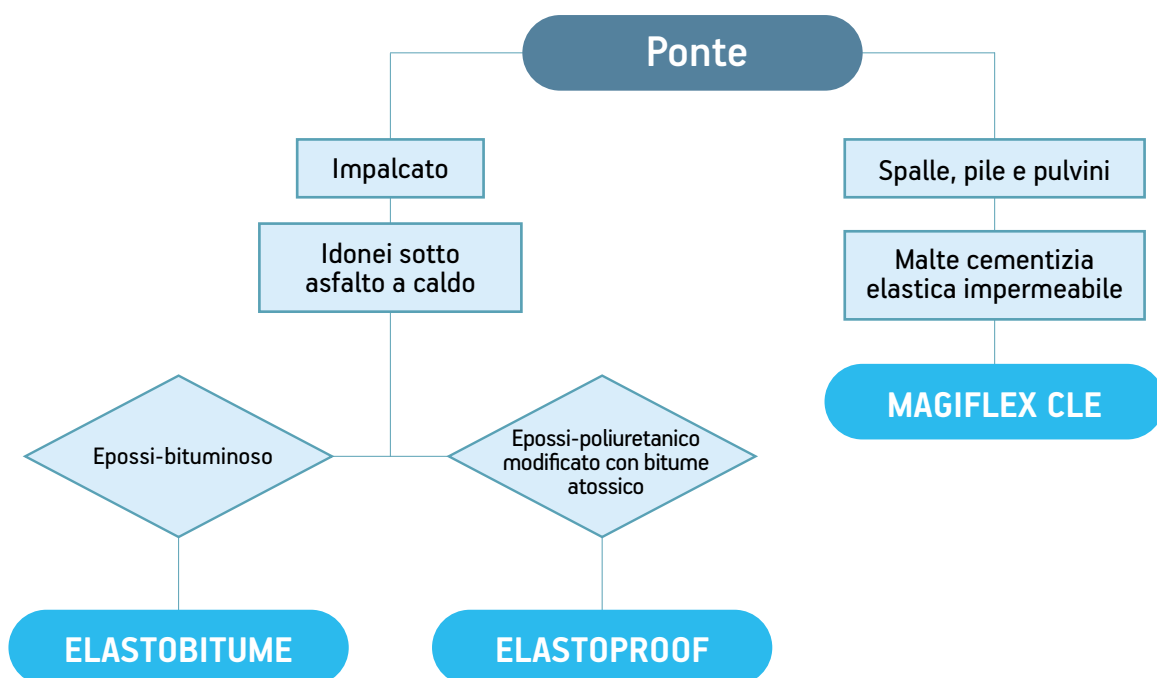 Ponte
Impalcato
Spalle, pile e pulvini
Idonei sotto
asfalto a caldo
Malte cementizia
elastica impermeabile
MAGIFLEX CLE
Epossi-bituminoso
Epossi-poliuretanico
modificato con bitume
atossico
ELASTOBITUME
ELASTOPROOF